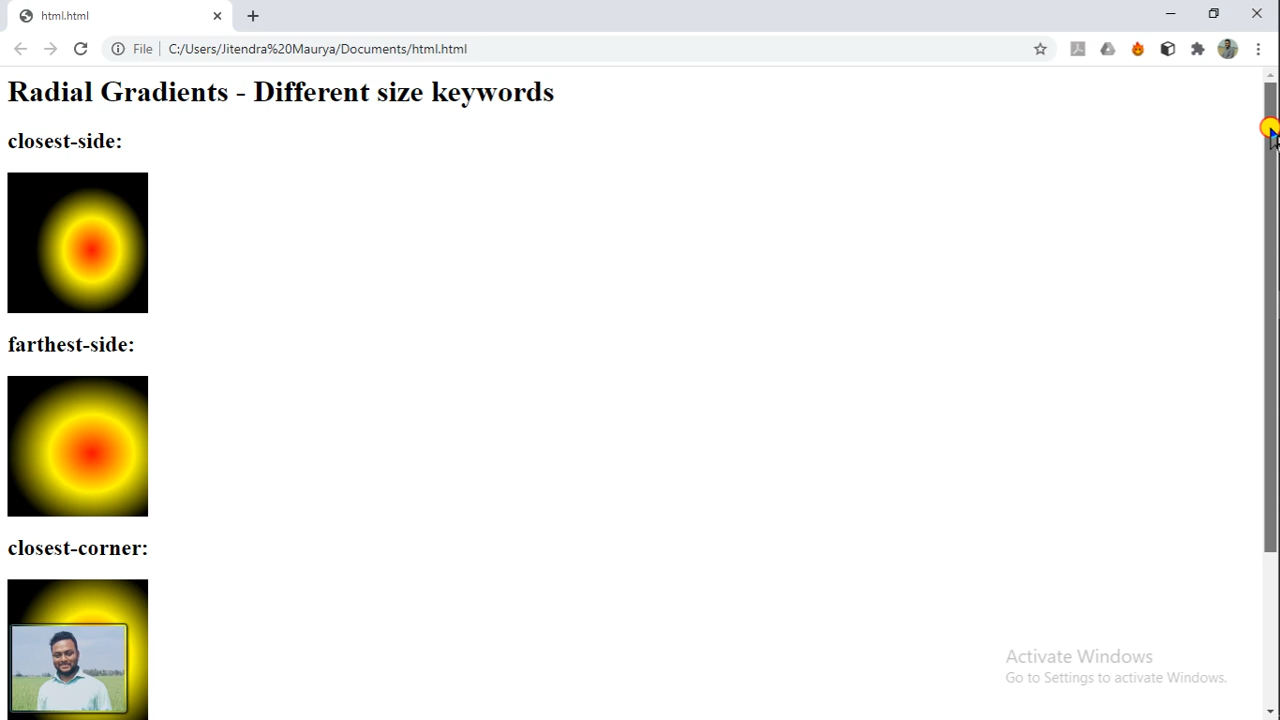 html.html
File
C:/Users/Jitendra%20Maurya/Documents/html.html
Radial Gradients - Different size keywords
closest-side:
farthest-side:
closest-corner:
Activate Windows
Go to Settings to activate Windows.